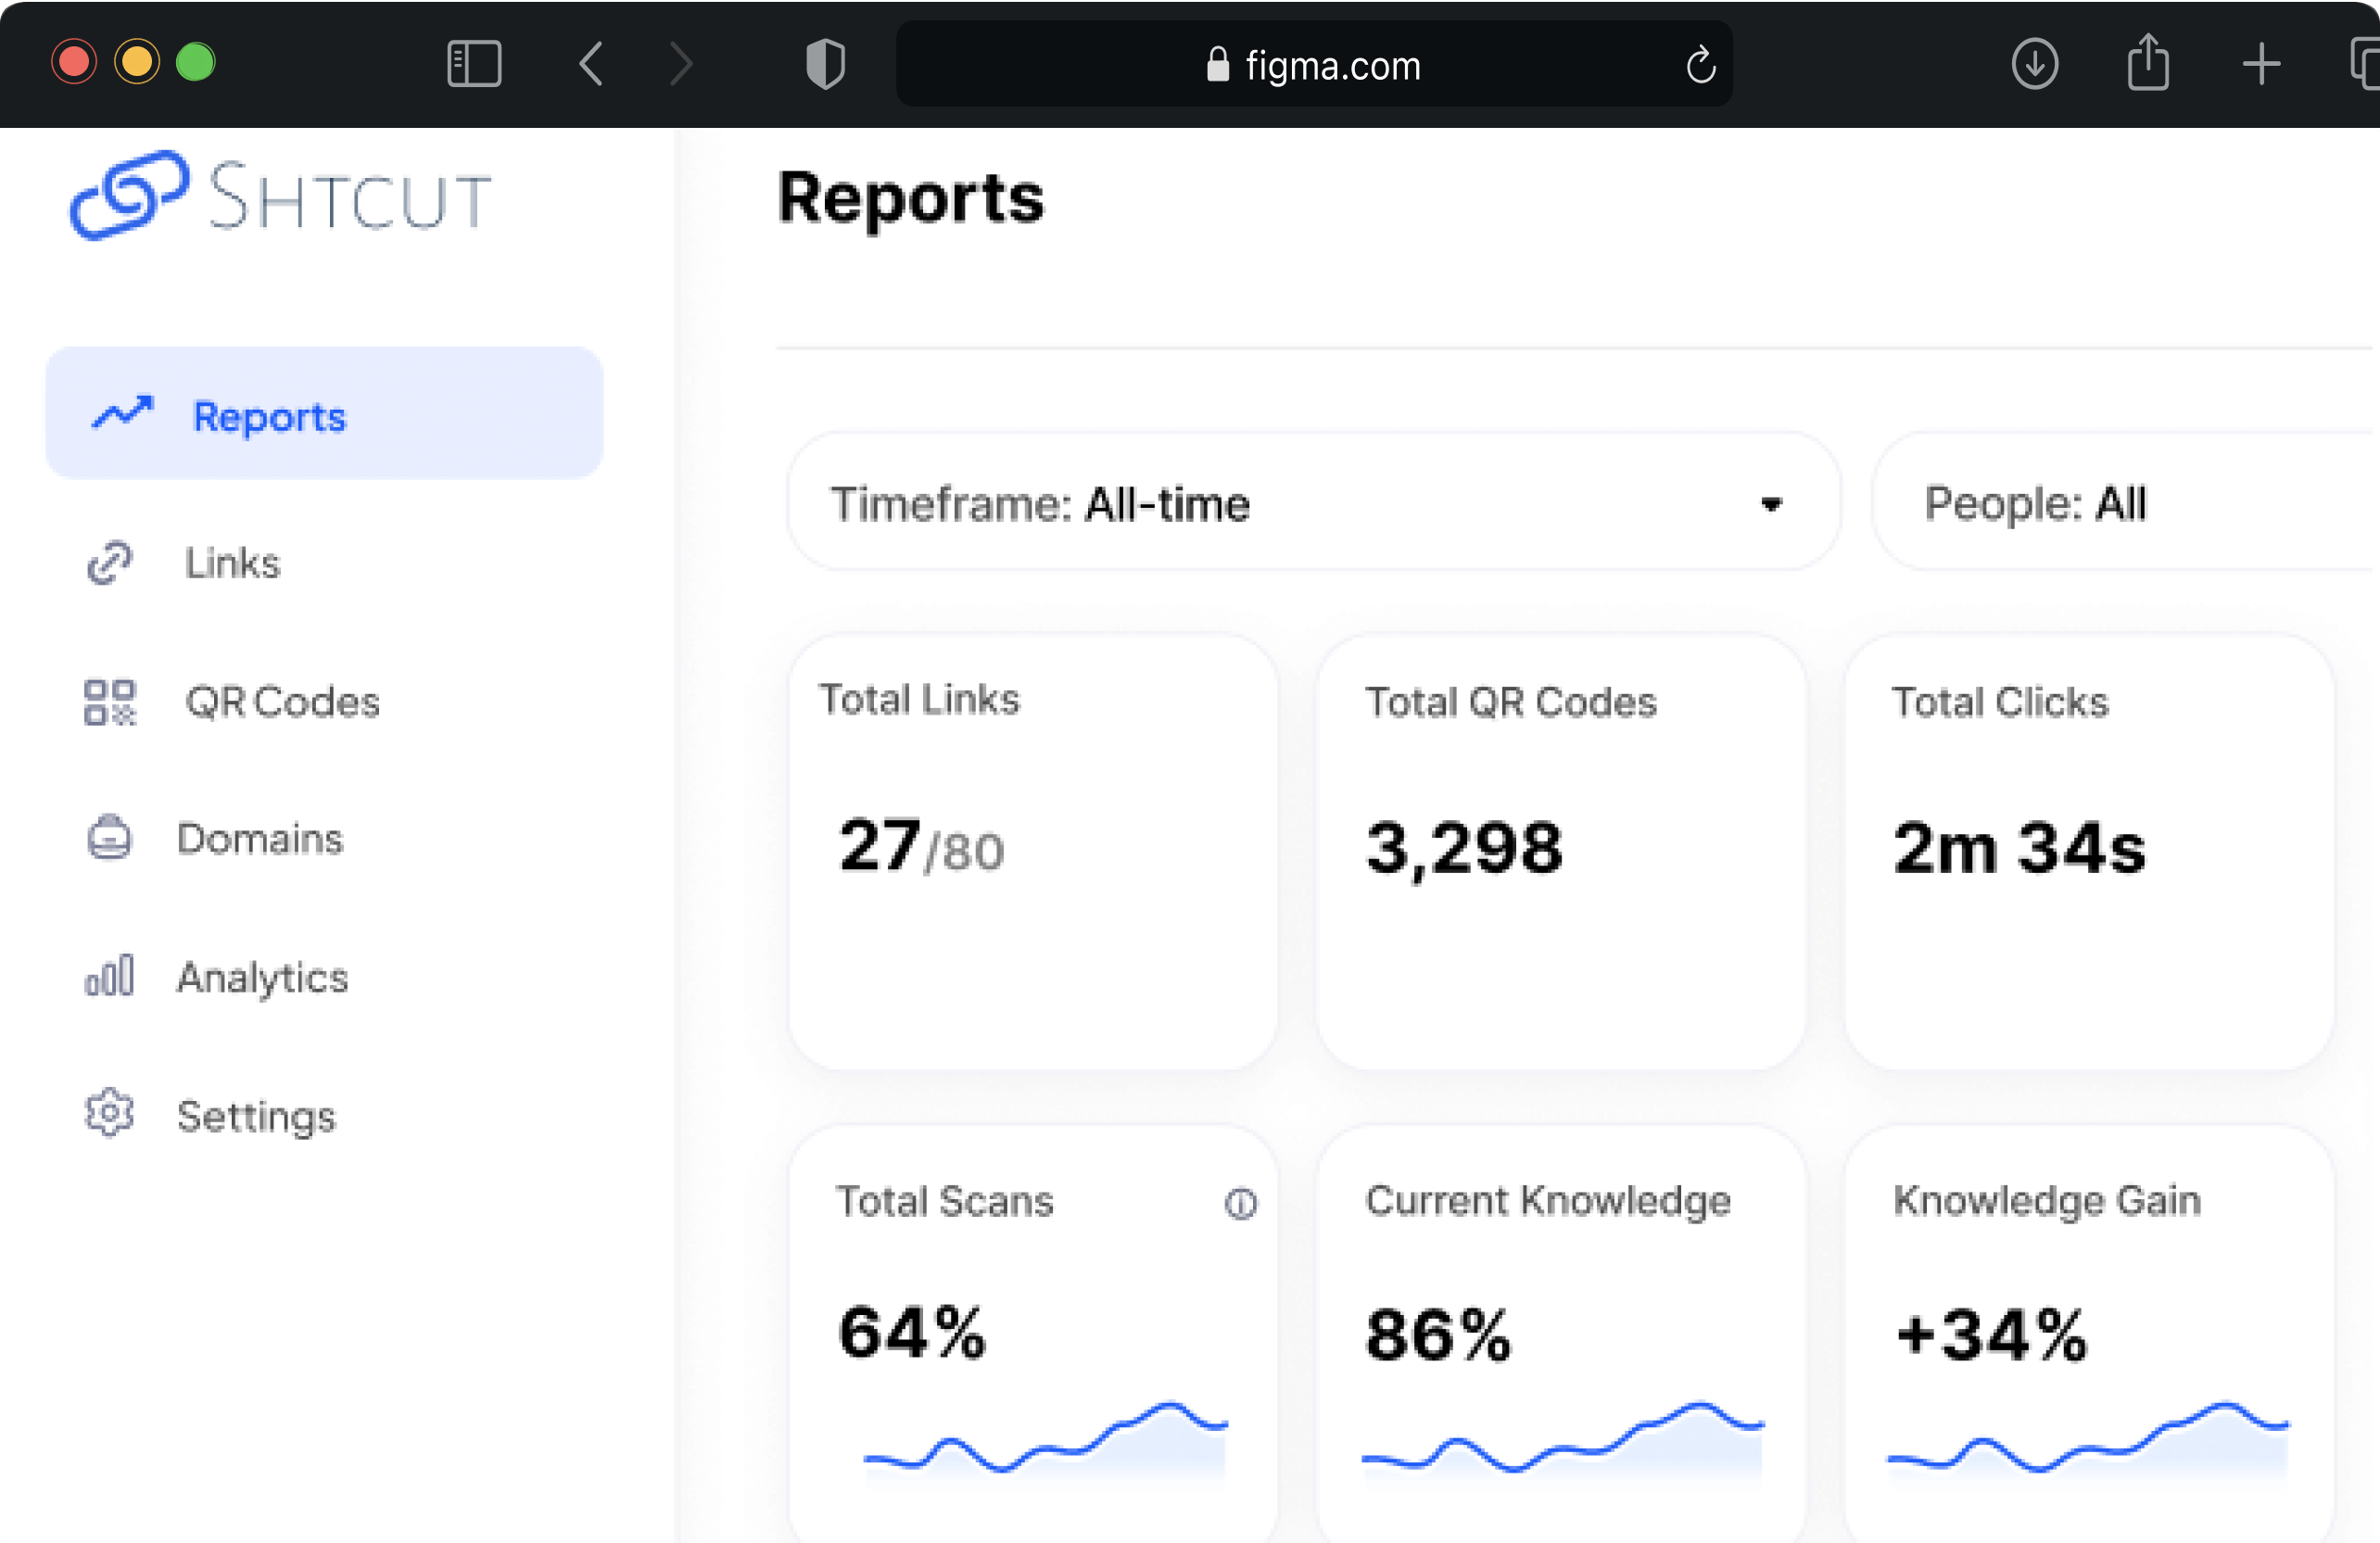 figma.com
SHTCUT
Reports
Links
QR Codes
Domains
Analytics
Settings
Reports
Timeframe: All-time
People: All
Total Links
27/80
Total QR Codes
3,298
Total Clicks
2m 34s
Total Scans
64%
Current Knowledge
86%
Knowledge Gain
+34%